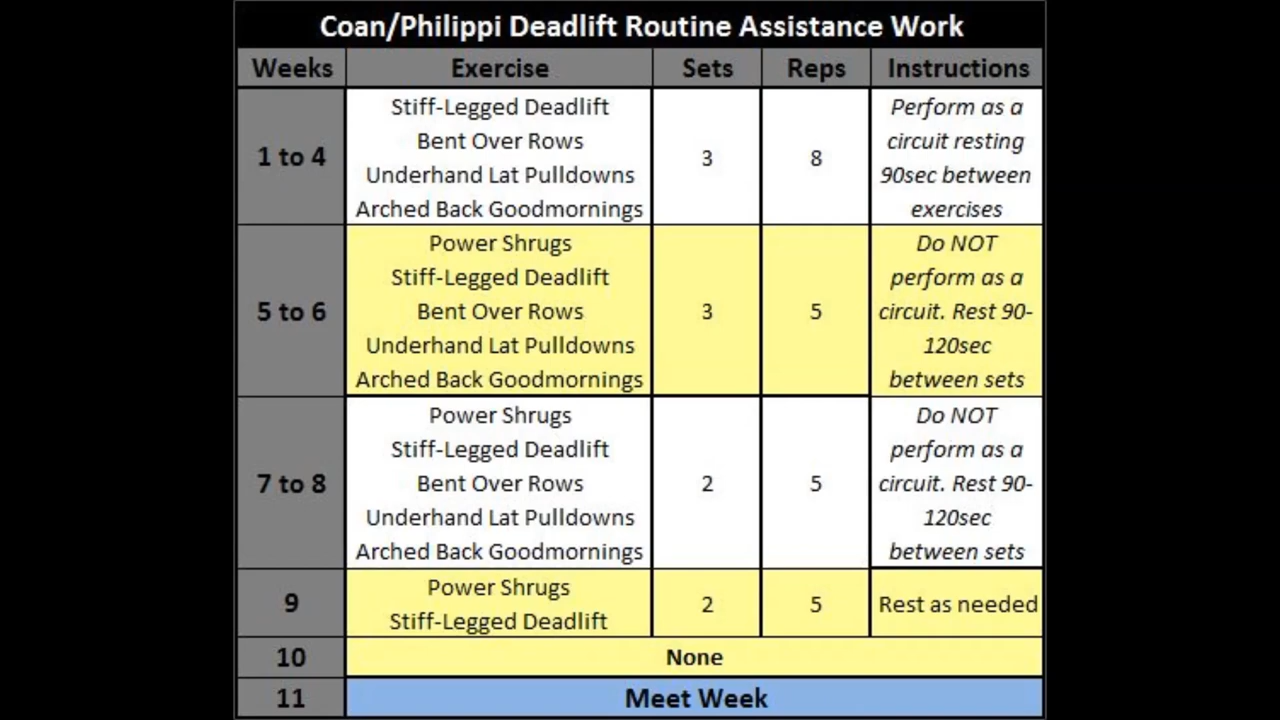 Coan/Philippi Deadlift Routine Assistance Work
Weeks Exercise Sets Reps Instructions
1 to 4
Stiff-Legged Deadlift
Bent Over Rows
Underhand Lat Pulldowns
Arched Back Goodmornings
3
8
Perform as a
circuit resting
90sec between
exercises
5 to 6
Power Shrugs
Stiff-Legged Deadlift
Bent Over Rows
Underhand Lat Pulldowns
Arched Back Goodmornings
3
5
Do NOT
perform as a
circuit. Rest 90-
120sec
between sets
7 to 8
Power Shrugs
Stiff-Legged Deadlift
Bent Over Rows
Underhand Lat Pulldowns
Arched Back Goodmornings
2
5
Do NOT
perform as a
circuit. Rest 90-
120sec
between sets
9
Power Shrugs
Stiff-Legged Deadlift
2
5
Rest as needed
10 None
11 Meet Week